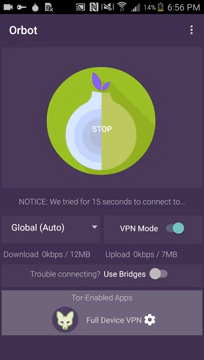 14% 6:56 PM
Orbot
STOP
NOTICE: We tried for 15 seconds to connect to...
Global (Auto)
VPN Mode
Download 0kbps / 12MB
Upload 0kbps / 7MB
Trouble connecting? Use Bridges
Tor-Enabled Apps
Full Device VPN